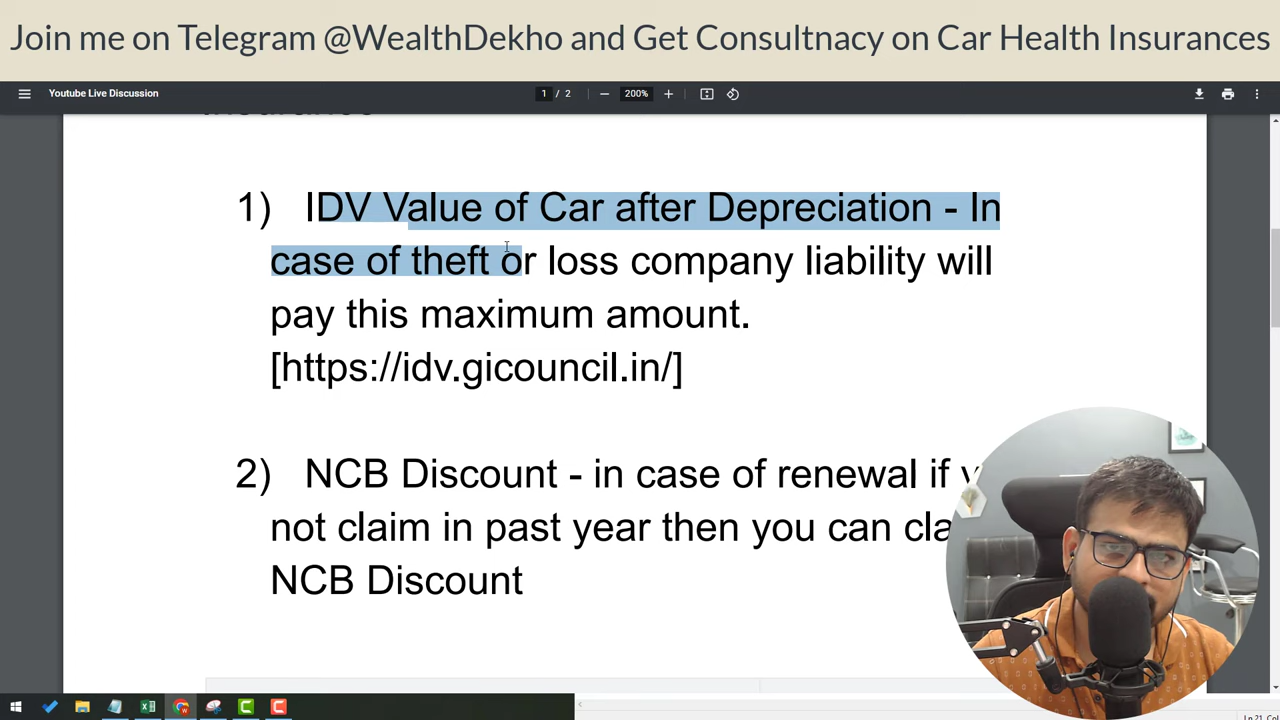 Join me on Telegram @WealthDekho and Get Consultnacy on Car Health Insurances
Youtube Live Discussion
1 / 2
200%
1) IDV Value of Car after Depreciation - In
case of theft or loss company liability will
pay this maximum amount.
[https://idv.gicouncil.in/]
2) NCB Discount - in case of renewal if
not claim in past year then you can
NCB Discount